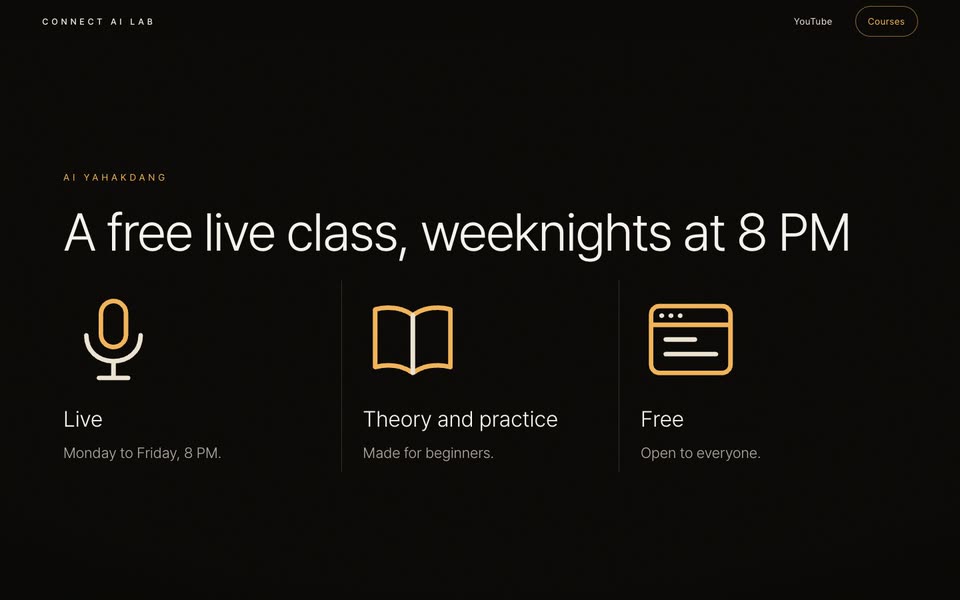 CONNECT AI LAB
YouTube
Courses
AI YAHAKDANG
A free live class, weeknights at 8 PM
Live
Monday to Friday, 8 PM.
Theory and practice
Made for beginners.
Free
Open to everyone.